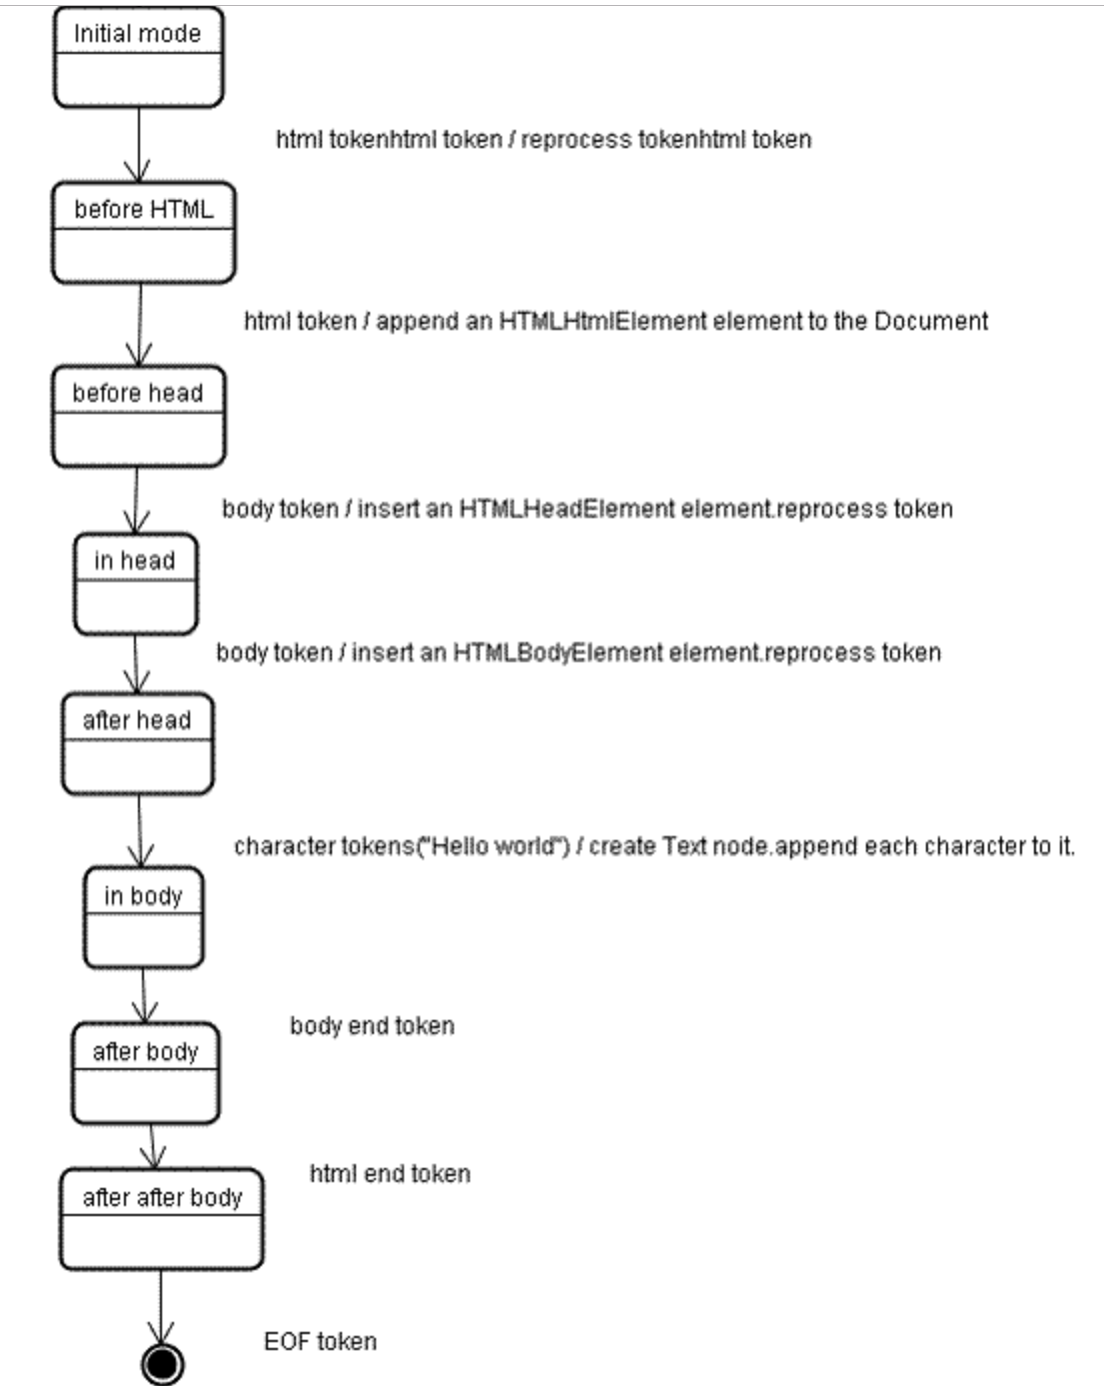 Initial mode
html tokenhtml token / reprocess tokenhtml token
before HTML
html token / append an HTMLHtmlElement element to the Document
before head
body token / insert an HTMLHeadElement element.reprocess token
in head
body token / insert an HTMLBodyElement element.reprocess token
after head
character tokens("Hello world") / create Text node.append each character to it.
in body
body end token
after body
html end token
after after body
EOF token